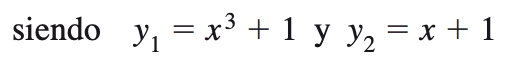 siendo y₁ = x³ + 1 y y₂ = x + 1